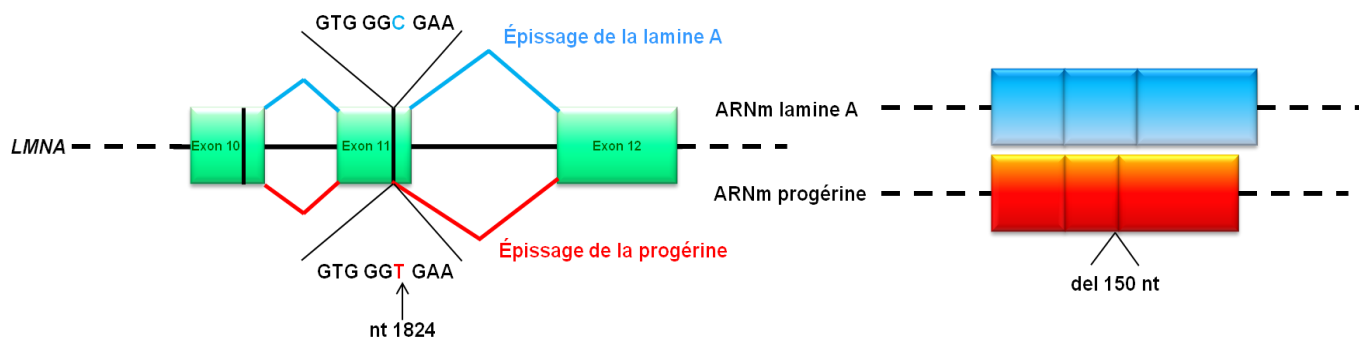 GTG GGC GAA
Épissage de la lamine A
LMNA
Exon 10
Exon 11
Exon 12
ARNm lamine A
ARNm progérine
Épissage de la progérine
GTG GGT GAA
nt 1824
del 150 nt